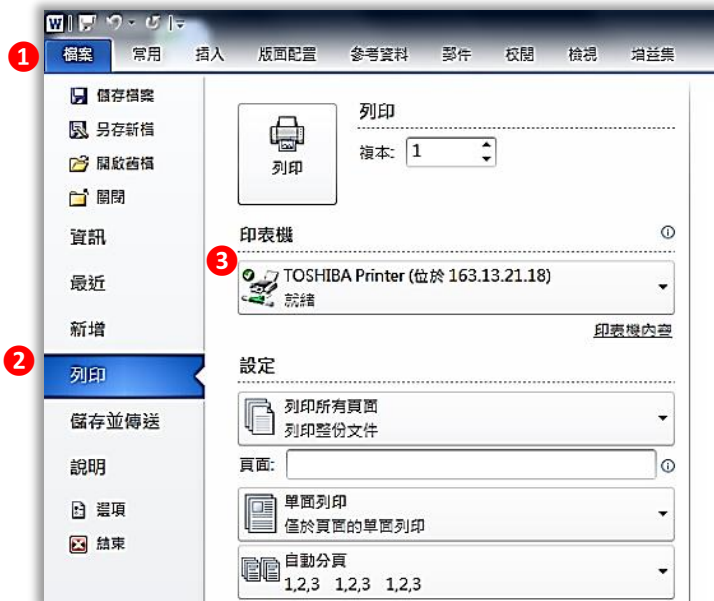 W
1
檔案 常用 插入 版面配置 參考資料 郵件 校閱 檢視 增益集
儲存檔案
另存新檔
開啟舊檔
關閉
資訊
最近
新增
2
列印
儲存並傳送
說明
選項
結束
列印
列印
複本: 1
印表機
3
TOSHIBA Printer (位於 163.13.21.18)
就緒
印表機內容
設定
列印所有頁面
列印整份文件
頁面:
單面列印
僅於頁面的單面列印
自動分頁
1,2,3 1,2,3 1,2,3